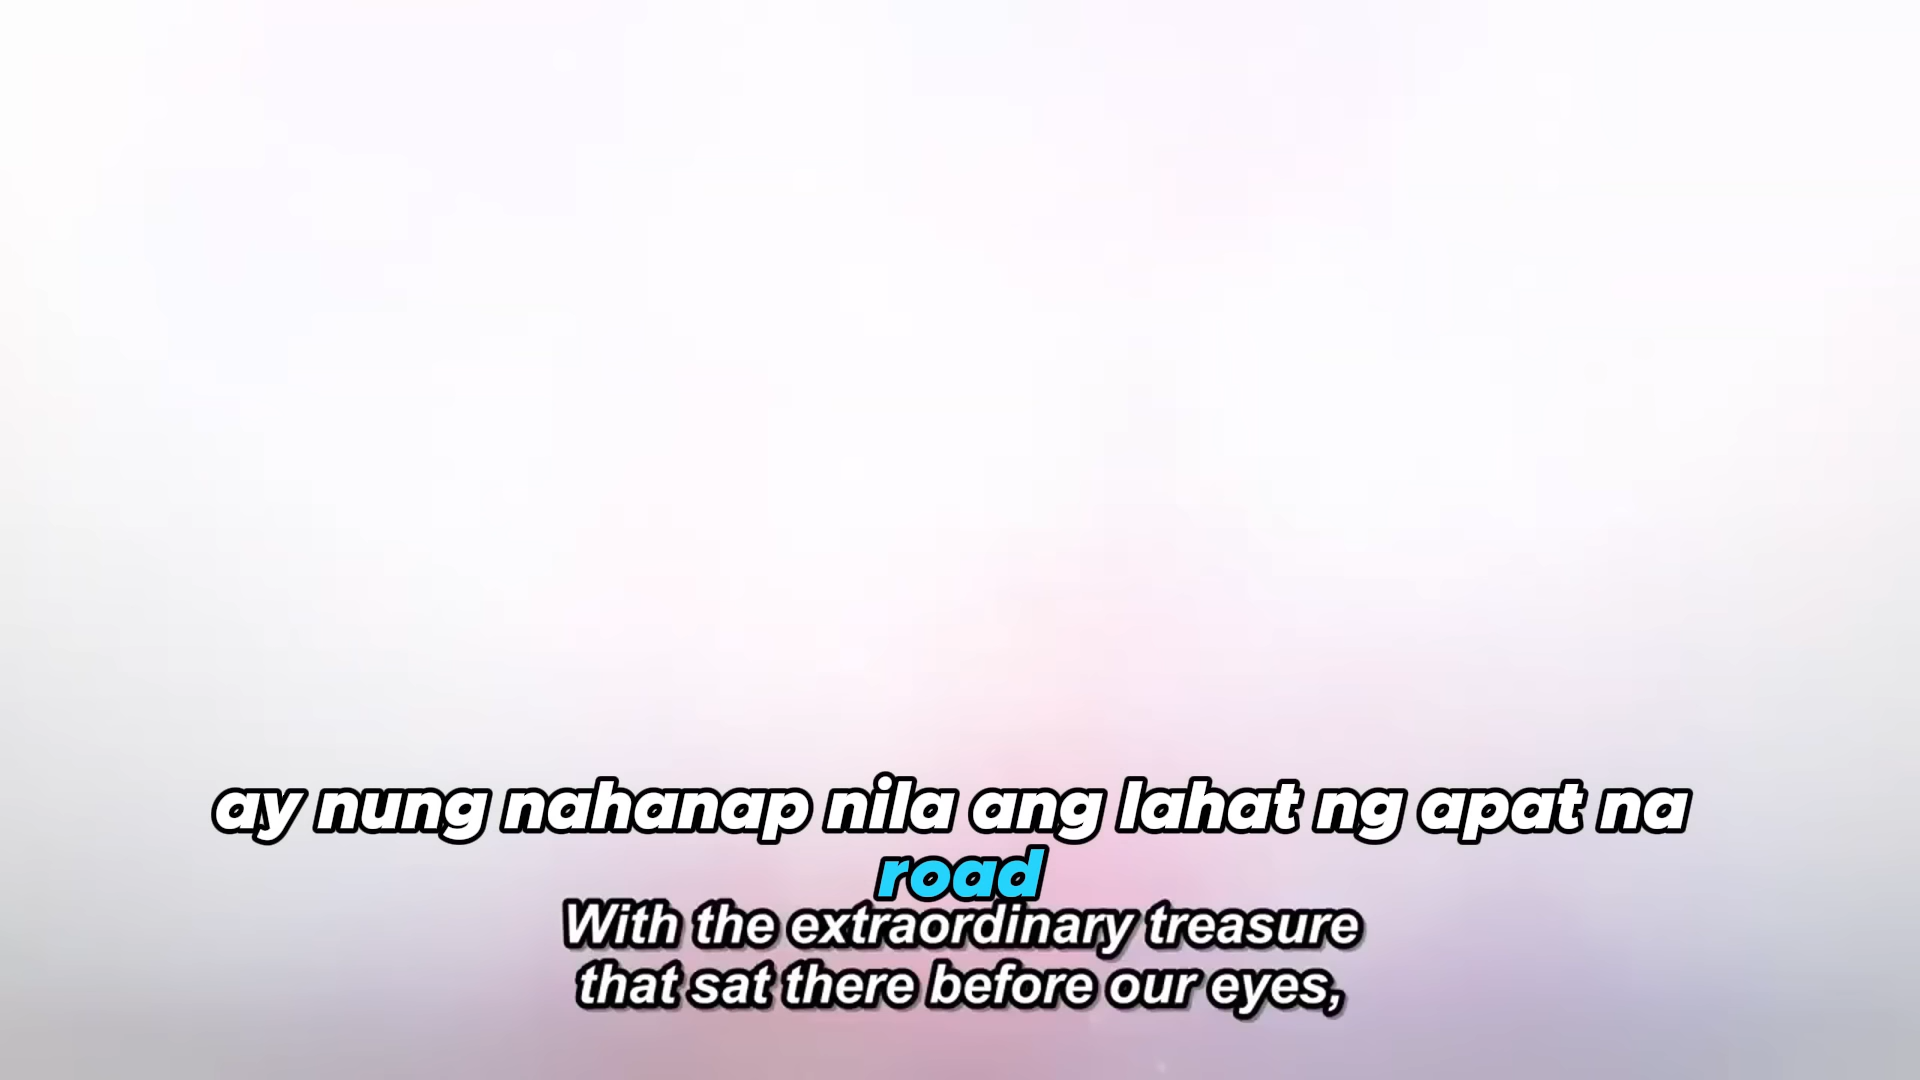 ay nung nahanap nila ang lahat ng apat na
road
With the extraordinary treasure
that sat there before our eyes,